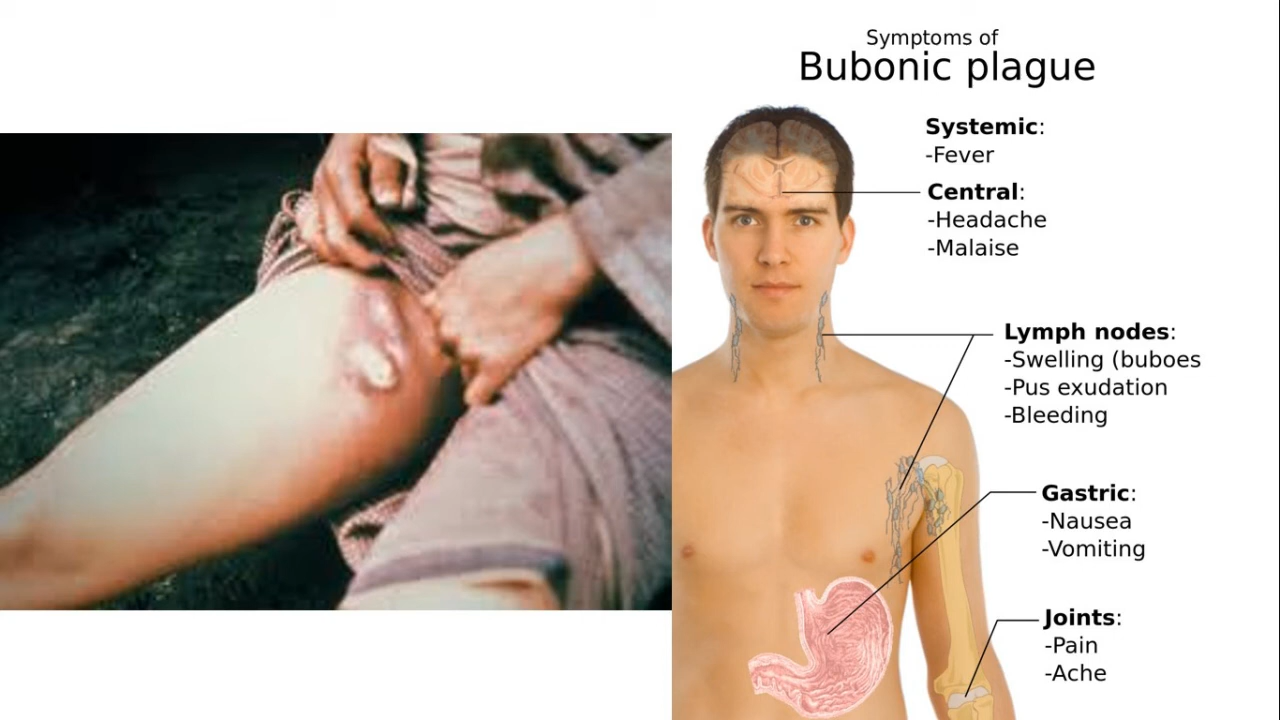 Symptoms of
Bubonic plague
Systemic:
-Fever
Central:
-Headache
-Malaise
Lymph nodes:
-Swelling (buboes
-Pus exudation
-Bleeding
Gastric:
-Nausea
-Vomiting
Joints:
-Pain
-Ache